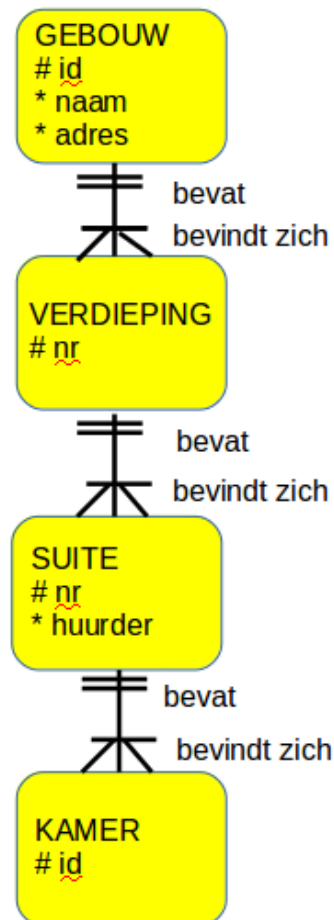 GEBOUW
# id
* naam
* adres
bevat
bevindt zich
VERDIEPING
# nr
bevat
bevindt zich
SUITE
# nr
* huurder
bevat
bevindt zich
KAMER
# id